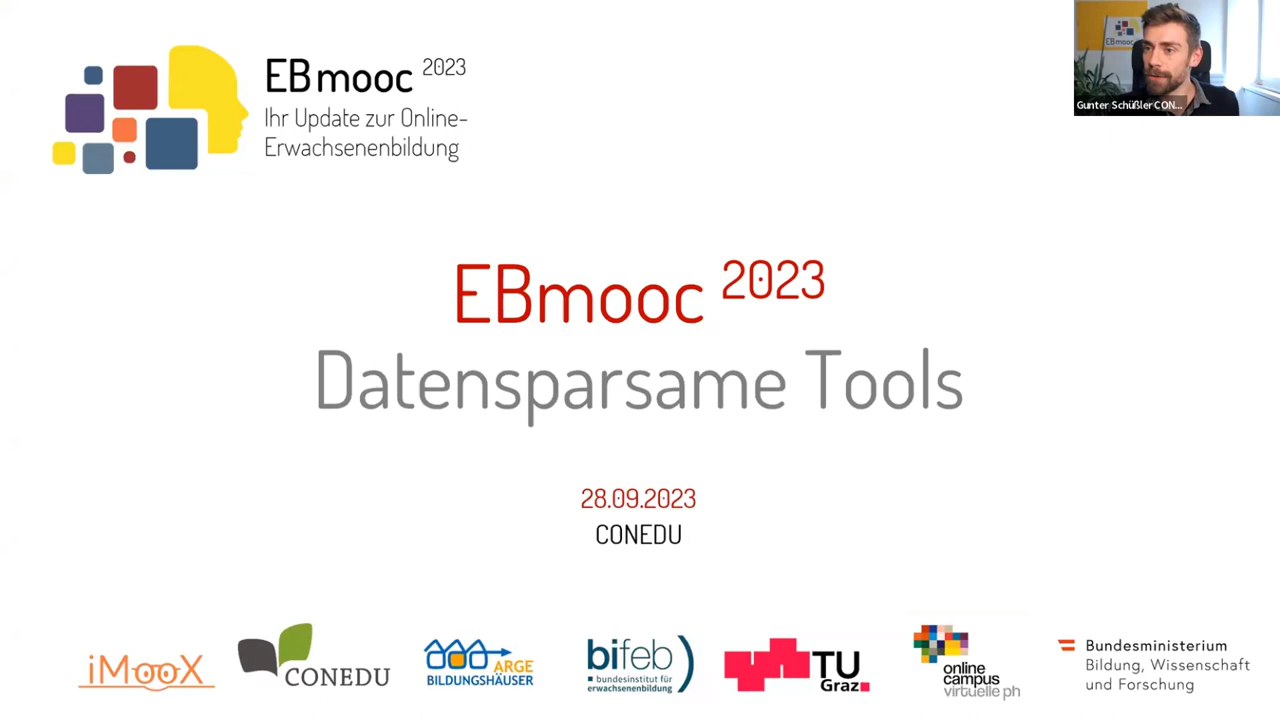 EBmooc 2023
Ihr Update zur Online-
Erwachsenenbildung
EBmooc
Gunter Schüßler CON...
EBmooc 2023
Datensparsame Tools
28.09.2023
CONEDU
iMooX
CONEDU
ARGE
BILDUNGSHÄUSER
bifeb
bundesinstitut für
erwachsenenbildung
TU
Graz
online
campus
virtuelle ph
Bundesministerium
Bildung, Wissenschaft
und Forschung